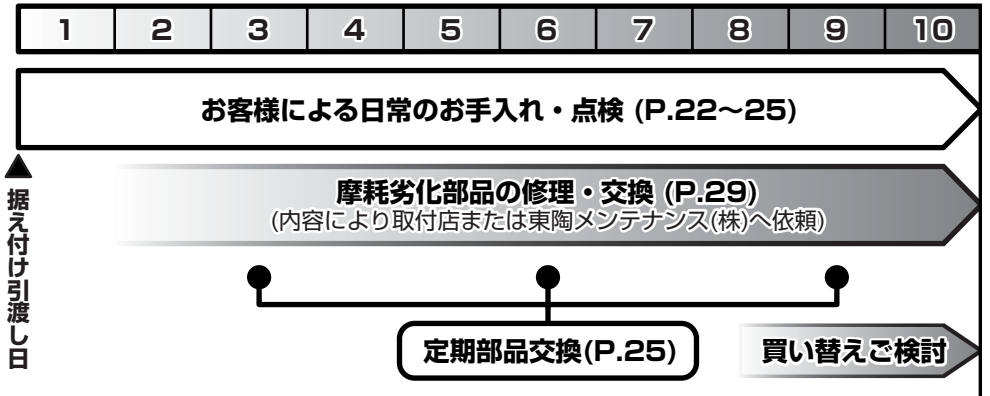 1 2 3 4 5 6 7 8 9 10
お客様による日常のお手入れ・点検 (P.22～25)
据え付け引渡し日
摩耗劣化部品の修理・交換 (P.29)
(内容により取付店または東陶メンテナンス(株)へ依頼)
定期部品交換(P.25)
買い替えご検討